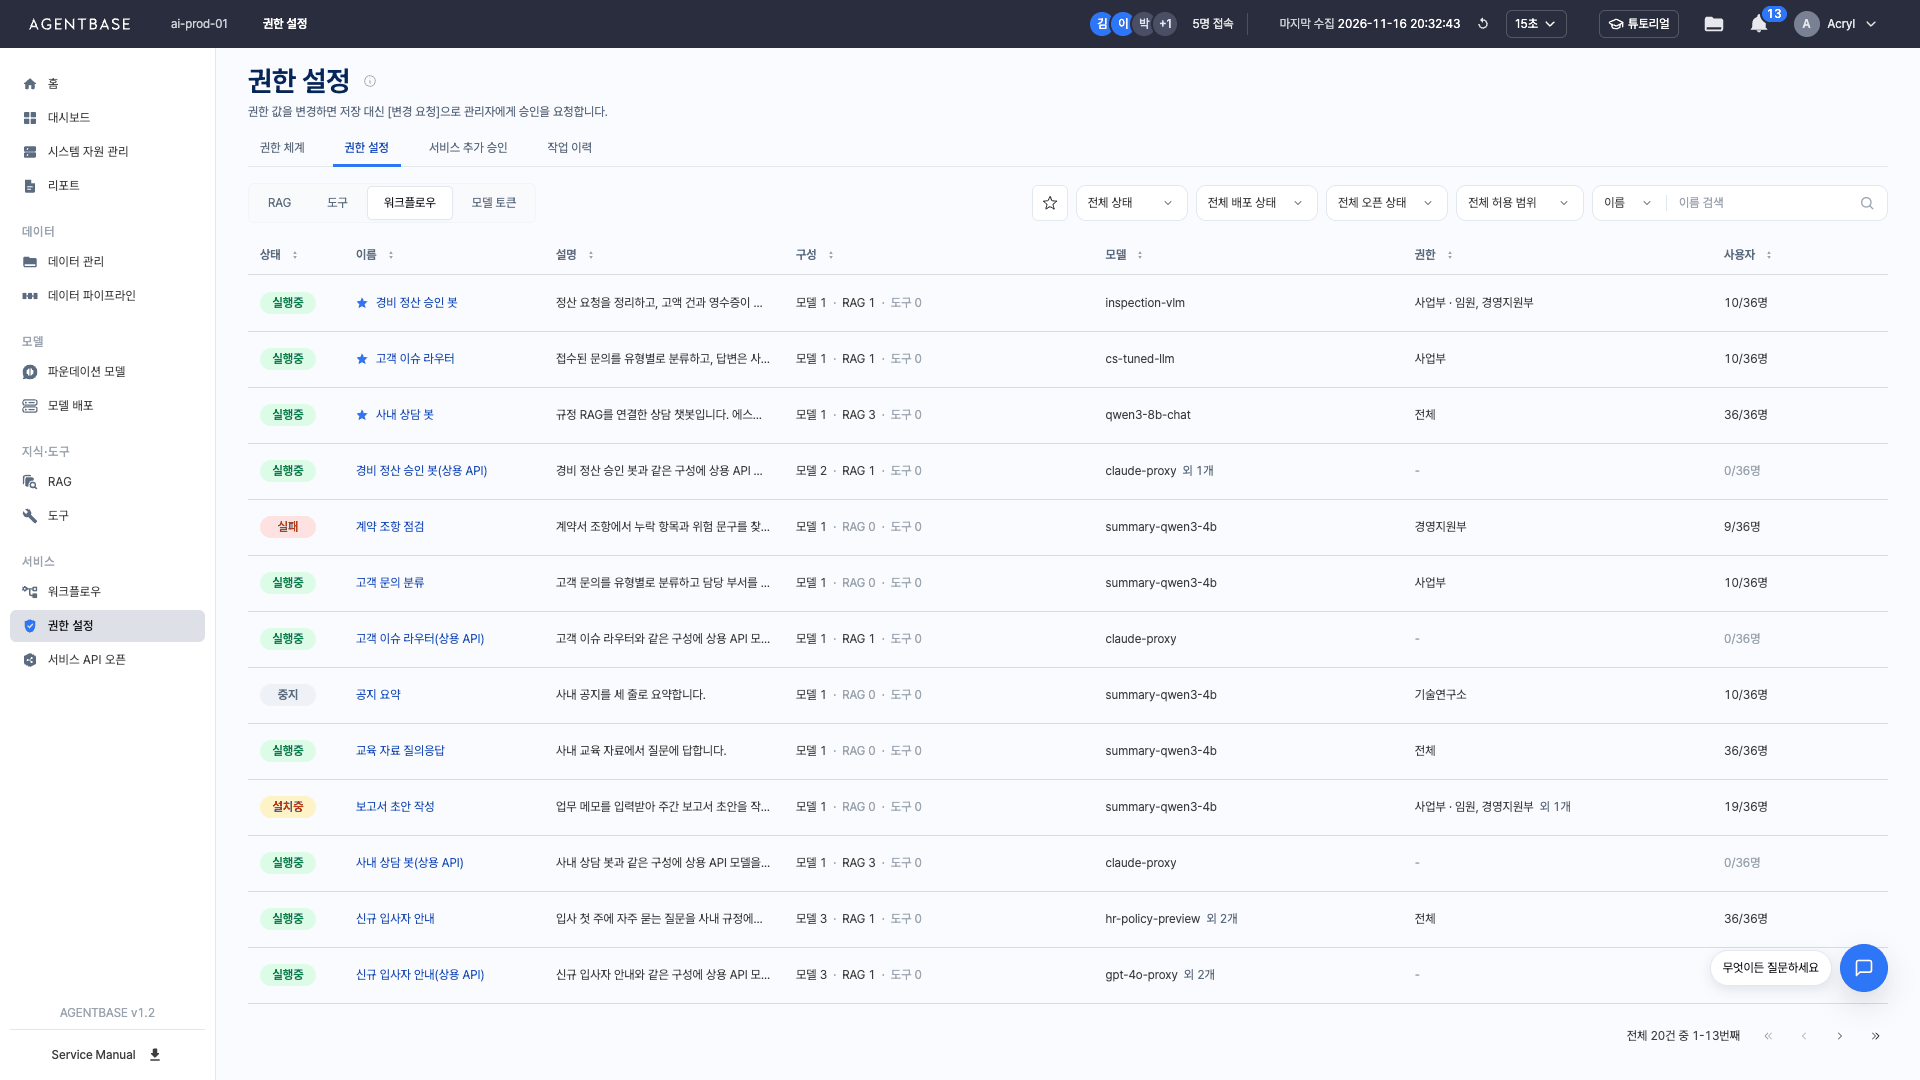 AGENTBASE ai-prod-01 권한 설정 김 이 박 +1 5명 접속 마지막 수집 2026-11-16 20:32:43 15초 튜토리얼 13 A Acryl
홈
대시보드
시스템 자원 관리
리포트
데이터
데이터 관리
데이터 파이프라인
모델
파운데이션 모델
모델 배포
지식·도구
RAG
도구
서비스
워크플로우
권한 설정
서비스 API 오픈
AGENTBASE v1.2
Service Manual
권한 설정
권한 값을 변경하면 저장 대신 [변경 요청]으로 관리자에게 승인을 요청합니다.
권한 체계 권한 설정 서비스 추가 승인 작업 이력
RAG 도구 워크플로우 모델 토큰 전체 상태 전체 배포 상태 전체 오픈 상태 전체 허용 범위 이름 이름 검색
상태 이름 설명 구성 모델 권한 사용자
실행중 경비 정산 승인 봇 정산 요청을 정리하고, 고액 건과 영수증이 ... 모델 1 · RAG 1 · 도구 0 inspection-vlm 사업부 · 임원, 경영지원부 10/36명
실행중 고객 이슈 라우터 접수된 문의를 유형별로 분류하고, 답변은 사... 모델 1 · RAG 1 · 도구 0 cs-tuned-llm 사업부 10/36명
실행중 사내 상담 봇 규정 RAG를 연결한 상담 챗봇입니다. 에스... 모델 1 · RAG 3 · 도구 0 qwen3-8b-chat 전체 36/36명
실행중 경비 정산 승인 봇(상용 API) 경비 정산 승인 봇과 같은 구성에 상용 API ... 모델 2 · RAG 1 · 도구 0 claude-proxy 외 1개 - 0/36명
실패 계약 조항 점검 계약서 조항에서 누락 항목과 위험 문구를 찾... 모델 1 · RAG 0 · 도구 0 summary-qwen3-4b 경영지원부 9/36명
실행중 고객 문의 분류 고객 문의를 유형별로 분류하고 담당 부서를 ... 모델 1 · RAG 0 · 도구 0 summary-qwen3-4b 사업부 10/36명
실행중 고객 이슈 라우터(상용 API) 고객 이슈 라우터와 같은 구성에 상용 API 모... 모델 1 · RAG 1 · 도구 0 claude-proxy - 0/36명
중지 공지 요약 사내 공지를 세 줄로 요약합니다. 모델 1 · RAG 0 · 도구 0 summary-qwen3-4b 기술연구소 10/36명
실행중 교육 자료 질의응답 사내 교육 자료에서 질문에 답합니다. 모델 1 · RAG 0 · 도구 0 summary-qwen3-4b 전체 36/36명
설치중 보고서 초안 작성 업무 메모를 입력받아 주간 보고서 초안을 작... 모델 1 · RAG 0 · 도구 0 summary-qwen3-4b 사업부 · 임원, 경영지원부 외 1개 19/36명
실행중 사내 상담 봇(상용 API) 사내 상담 봇과 같은 구성에 상용 API 모델을... 모델 1 · RAG 3 · 도구 0 claude-proxy - 0/36명
실행중 신규 입사자 안내 입사 첫 주에 자주 묻는 질문을 사내 규정에... 모델 3 · RAG 1 · 도구 0 hr-policy-preview 외 2개 전체 36/36명
실행중 신규 입사자 안내(상용 API) 신규 입사자 안내와 같은 구성에 상용 API 모... 모델 3 · RAG 1 · 도구 0 gpt-4o-proxy 외 2개 -
무엇이든 질문하세요
전체 20건 중 1-13번째